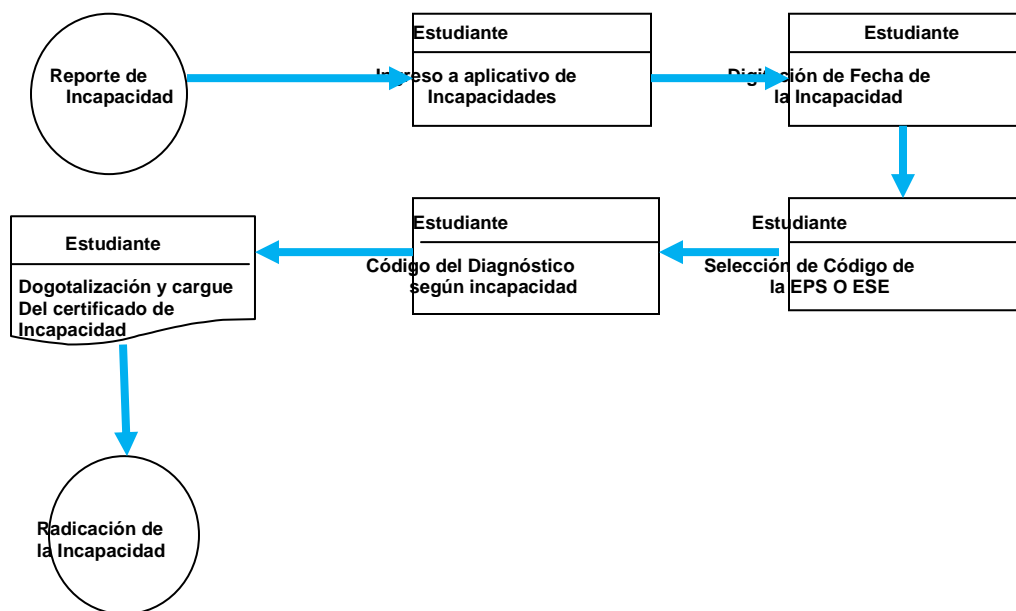 Reporte de
Incapacidad
Estudiante
Ingreso a aplicativo de
Incapacidades
Estudiante
Digitación de Fecha de
la Incapacidad
Estudiante
Selección de Código de
la EPS O ESE
Estudiante
Código del Diagnóstico
según incapacidad
Estudiante
Dogotalización y cargue
Del certificado de
Incapacidad
Radicación de
la Incapacidad